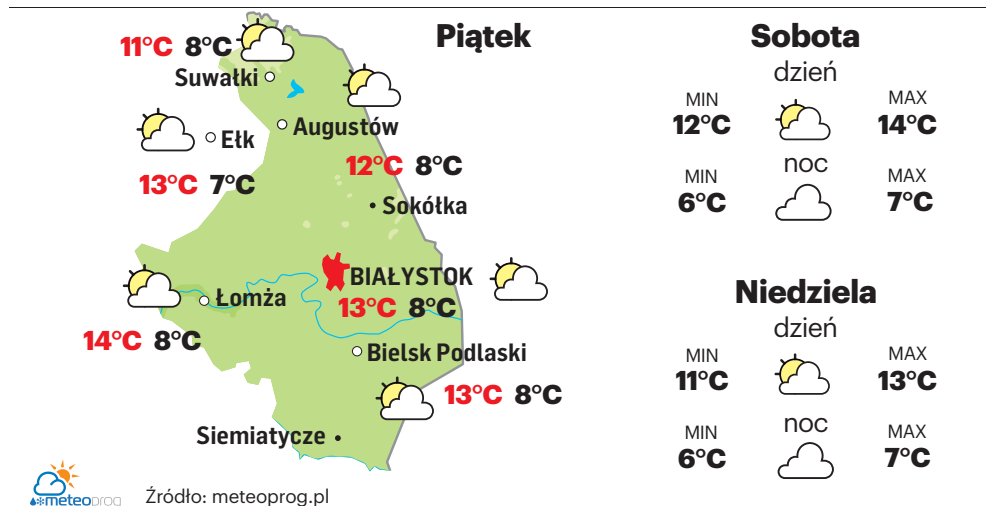 Piątek
11°C 8°C
Suwałki
Augustów
Ełk
12°C 8°C
13°C 7°C
Sokółka
BIAŁYSTOK
13°C 8°C
Łomża
14°C 8°C
Bielsk Podlaski
13°C 8°C
Siemiatycze
meteoprog
Źródło: meteoprog.pl
Sobota
dzień
MIN MAX
12°C 14°C
noc
MIN MAX
6°C 7°C
Niedziela
dzień
MIN MAX
11°C 13°C
noc
MIN MAX
6°C 7°C